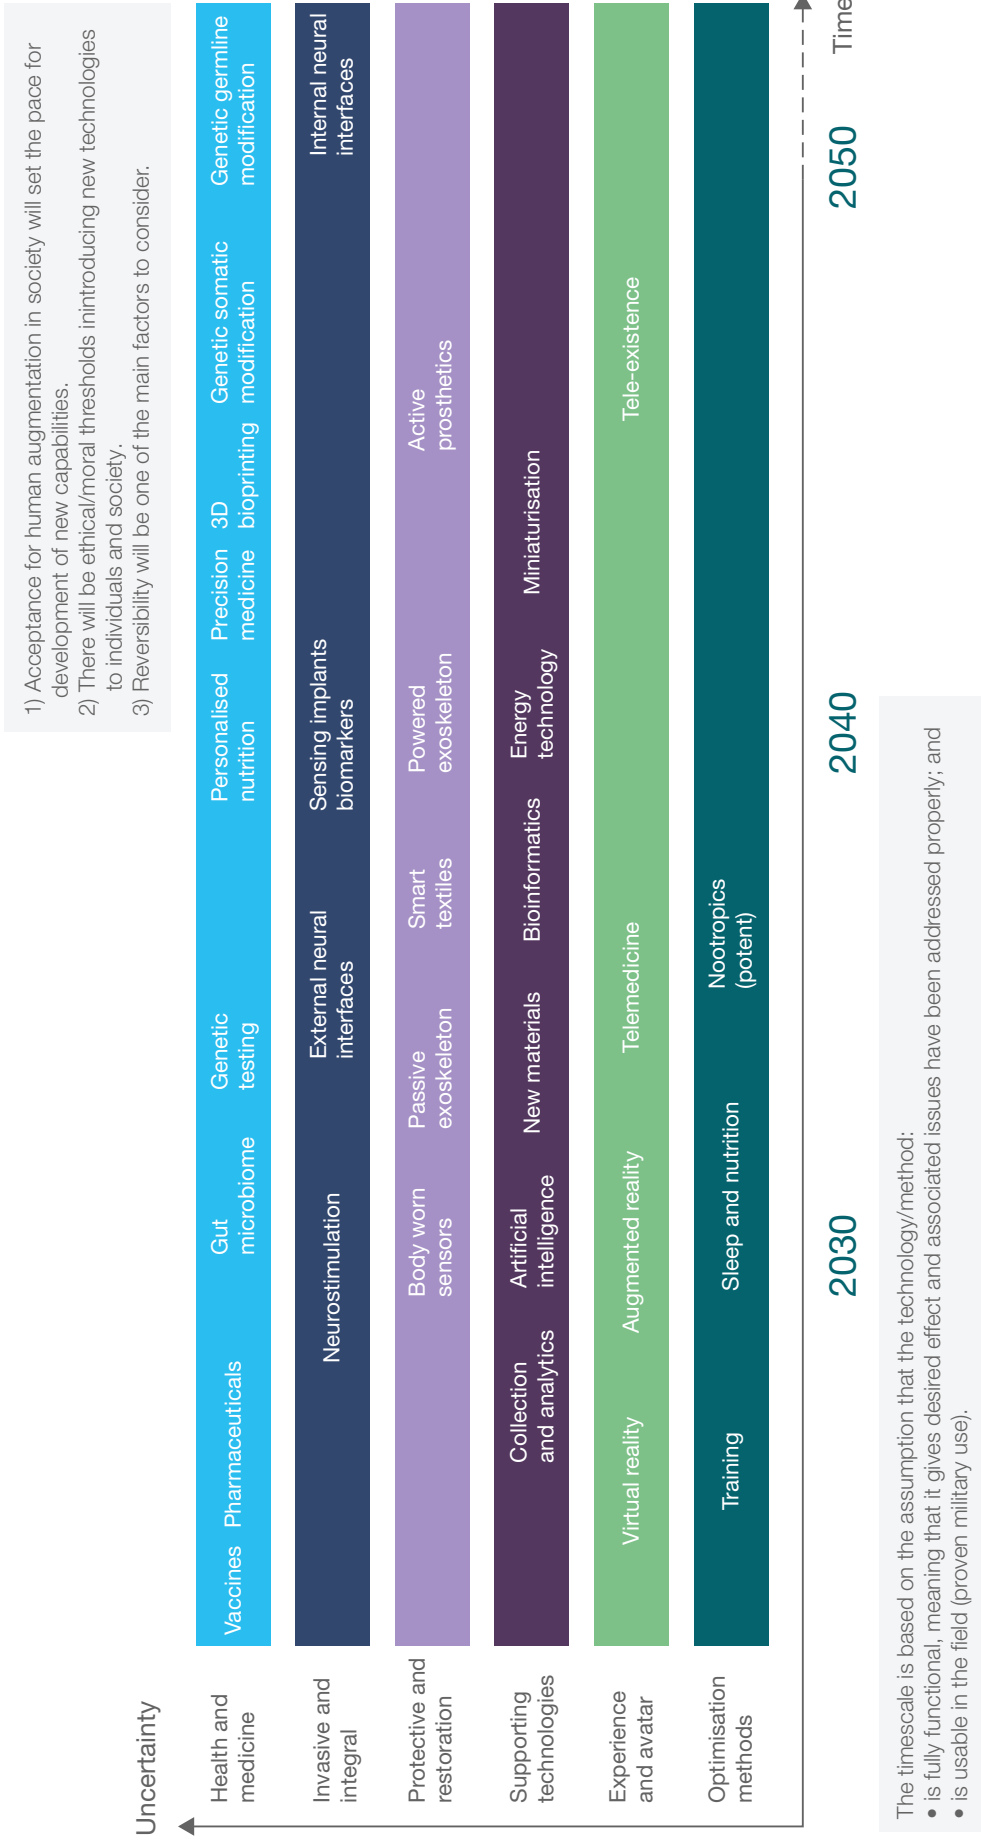 1) Acceptance for human augmentation in society will set the pace for
development of new capabilities.
2) There will be ethical/moral thresholds inintroducing new technologies
to individuals and society.
3) Reversibility will be one of the main factors to consider.
Uncertainty
Health and
medicine
Vaccines
Pharmaceuticals
Gut
microbiome
Genetic
testing
Personalised
nutrition
Precision
medicine
3D
bioprinting
Genetic somatic
modification
Genetic germline
modification
Invasive and
integral
Neurostimulation
External neural
interfaces
Sensing implants
biomarkers
Internal neural
interfaces
Protective and
restoration
Body worn
sensors
Passive
exoskeleton
Smart
textiles
Powered
exoskeleton
Active
prosthetics
Supporting
technologies
Collection
and analytics
Artificial
intelligence
New materials
Bioinformatics
Energy
technology
Miniaturisation
Experience
and avatar
Virtual reality
Augmented reality
Telemedicine
Tele-existence
Optimisation
methods
Training
Sleep and nutrition
Nootropics
(potent)
2030
2040
2050
Time
The timescale is based on the assumption that the technology/method:
• is fully functional, meaning that it gives desired effect and associated issues have been addressed properly; and
• is usable in the field (proven military use).